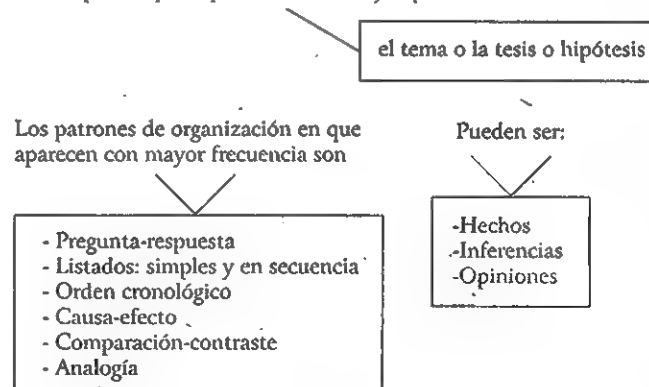 el tema o la tesis o hipótesis
Los patrones de organización en que
aparecen con mayor frecuencia son
Pueden ser:
- Pregunta-respuesta
- Listados: simples y en secuencia
- Orden cronológico
- Causa-efecto
- Comparación-contraste
- Analogía
-Hechos
-Inferencias
-Opiniones